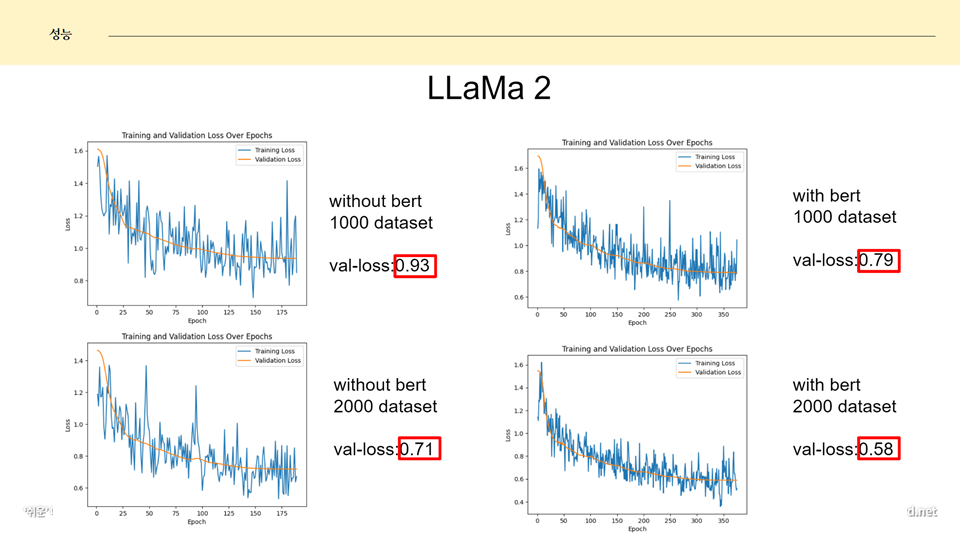 성능
LLaMa 2
Training and Validation Loss Over Epochs
Training Loss
Validation Loss
1.6
1.4
1.2
1.0
0.8
Loss
0 25 50 75 100 125 150 175
Epoch
without bert
1000 dataset
val-loss:0.93
Training and Validation Loss Over Epochs
Training Loss
Validation Loss
1.6
1.4
1.2
1.0
0.8
0.6
Loss
0 50 100 150 200 250 300 350
Epoch
with bert
1000 dataset
val-loss:0.79
Training and Validation Loss Over Epochs
Training Loss
Validation Loss
1.4
1.2
1.0
0.8
0.6
Loss
0 25 50 75 100 125 150 175
Epoch
without bert
2000 dataset
val-loss:0.71
Training and Validation Loss Over Epochs
Training Loss
Validation Loss
1.6
1.4
1.2
1.0
0.8
0.6
0.4
Loss
0 50 100 150 200 250 300 350
Epoch
with bert
2000 dataset
val-loss:0.58
d.net